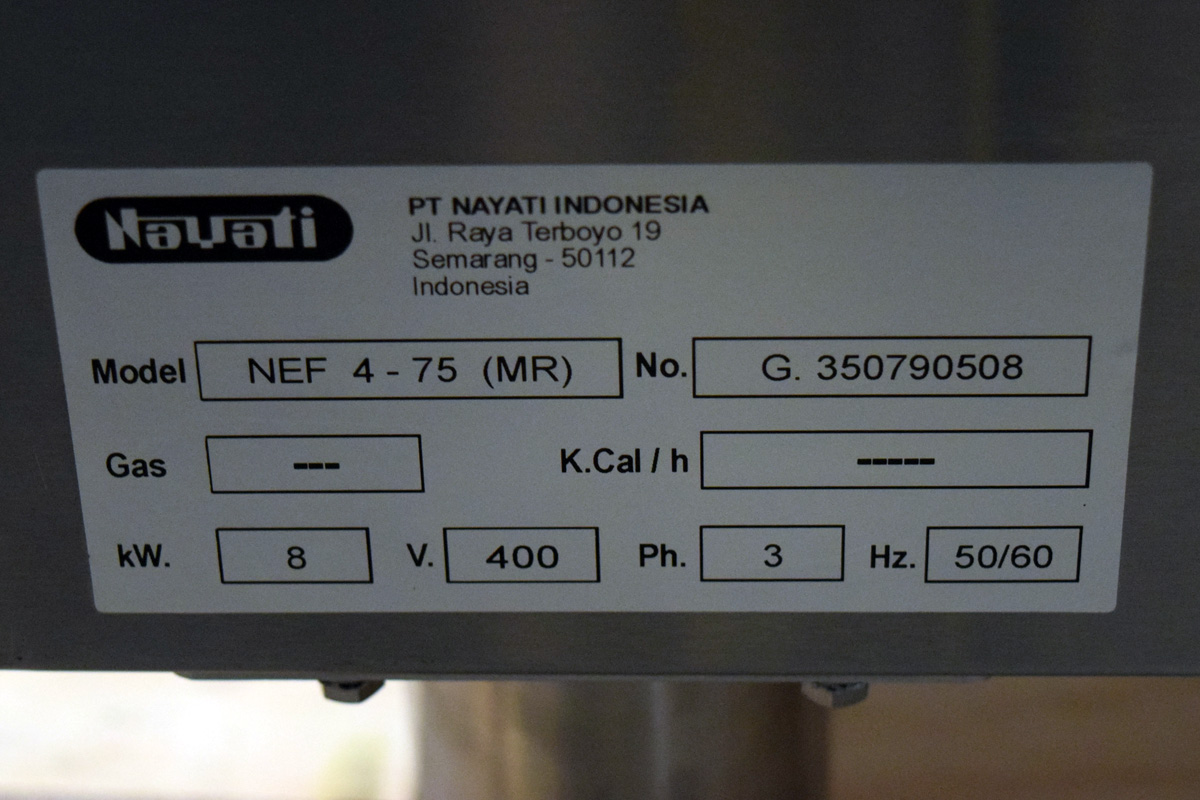 Nayati
PT NAYATI INDONESIA
Jl. Raya Terboyo 19
Semarang - 50112
Indonesia
Model NEF 4 - 75 (MR) No. G. 350790508
Gas --- K.Cal / h -----
kW. 8 V. 400 Ph. 3 Hz. 50/60